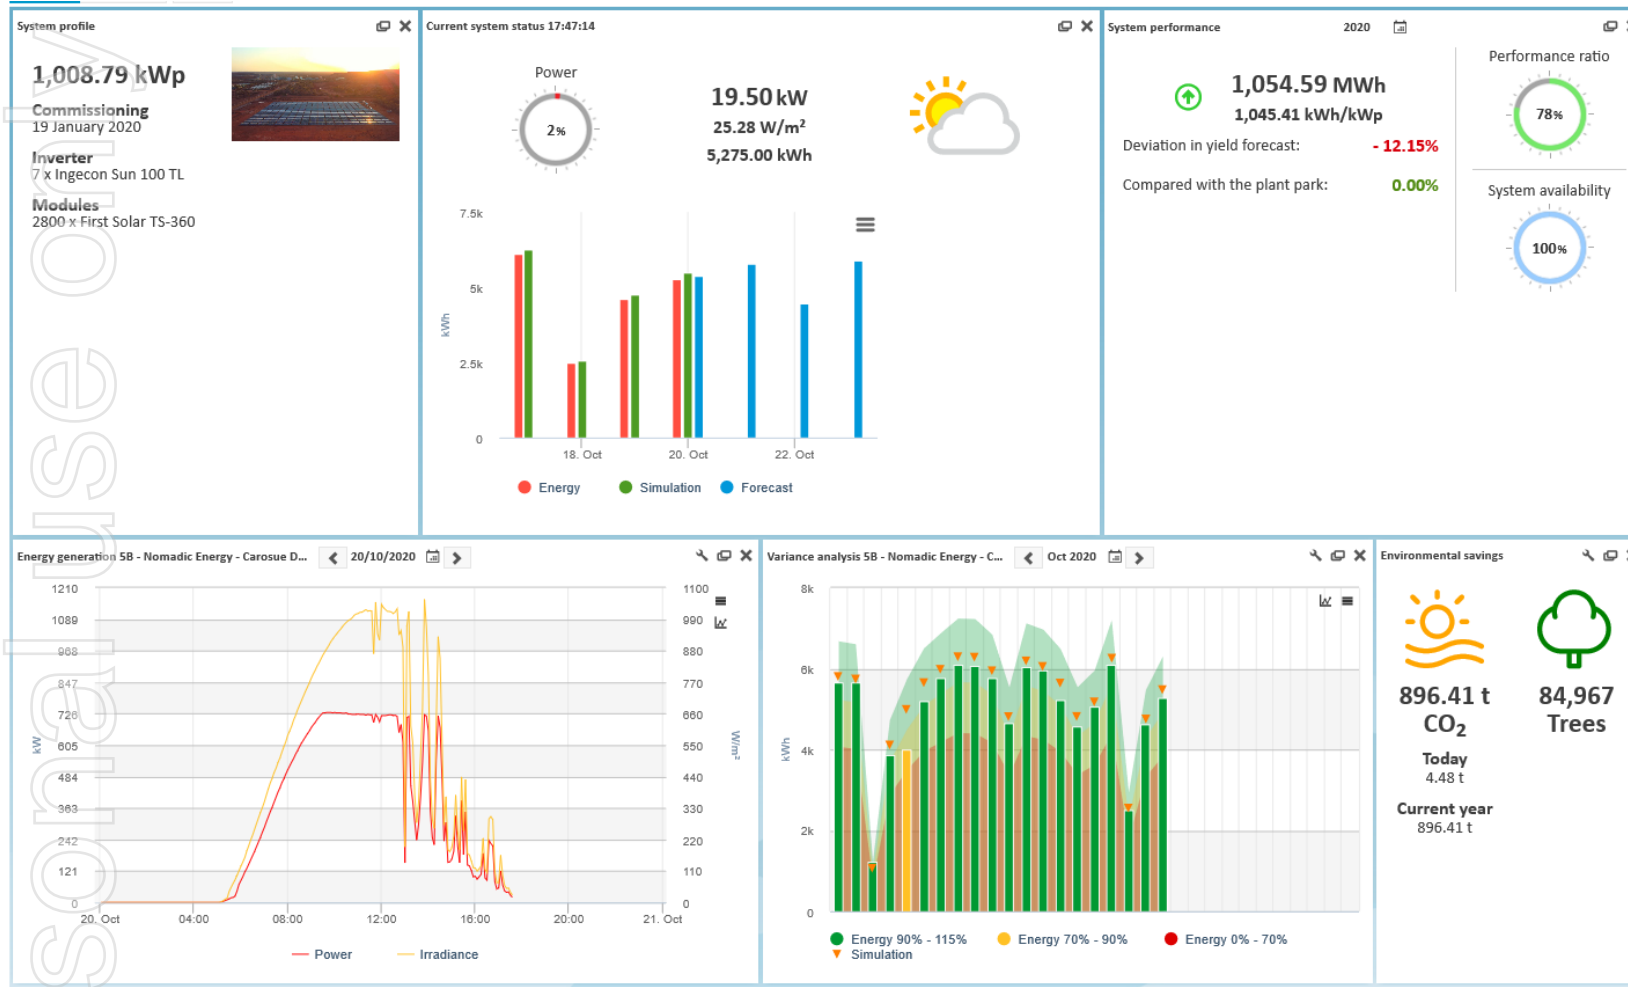 System profile
1,008.79 kWp
Commissioning
19 January 2020
Inverter
7 x Ingecon Sun 100 TL
Modules
2800 x First Solar TS-360
Current system status 17:47:14
Power
2%
19.50 kW
25.28 W/m²
5,275.00 kWh
7.5k
5k
2.5k
0
kWh
18. Oct
20. Oct
22. Oct
Energy
Simulation
Forecast
System performance
2020
1,054.59 MWh
1,045.41 kWh/kWp
Deviation in yield forecast:
- 12.15%
Compared with the plant park:
0.00%
Performance ratio
78%
System availability
100%
Energy generation 5B - Nomadic Energy - Carosue D...
20/10/2020
1210
1089
968
847
726
605
484
363
242
121
0
kW
1100
990
880
770
660
550
440
330
220
110
0
W/m²
20. Oct
04:00
08:00
12:00
16:00
20:00
21. Oct
Power
Irradiance
Variance analysis 5B - Nomadic Energy - C...
Oct 2020
8k
6k
4k
2k
0
kWh
Energy 90% - 115%
Energy 70% - 90%
Energy 0% - 70%
Simulation
Environmental savings
896.41 t
CO₂
84,967
Trees
Today
4.48 t
Current year
896.41 t
sonal use only